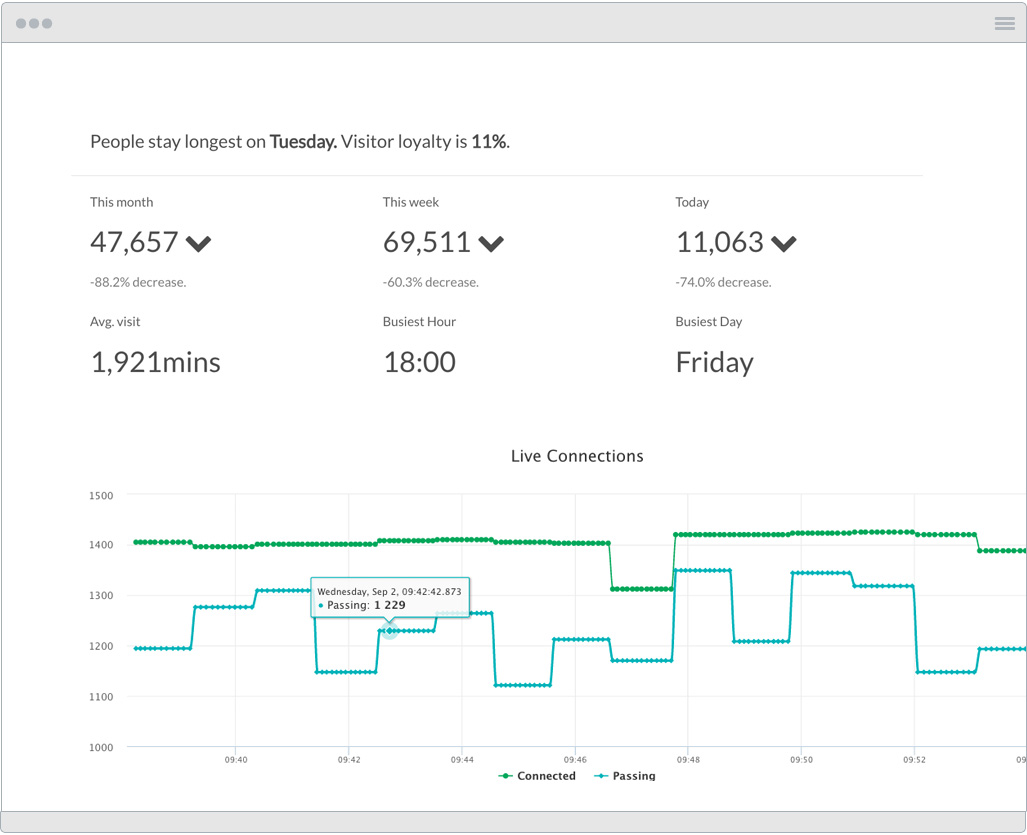 People stay longest on Tuesday. Visitor loyalty is 11%.
This month
This week
Today
47,657
69,511
11,063
-88.2% decrease.
-60.3% decrease.
-74.0% decrease.
Avg. visit
Busiest Hour
Busiest Day
1,921mins
18:00
Friday
Live Connections
1500
1400
1300
1200
1100
1000
Wednesday, Sep 2, 09:42:42.873
Passing: 1 229
09:40
09:42
09:44
09:46
09:48
09:50
09:52
09
Connected
Passing